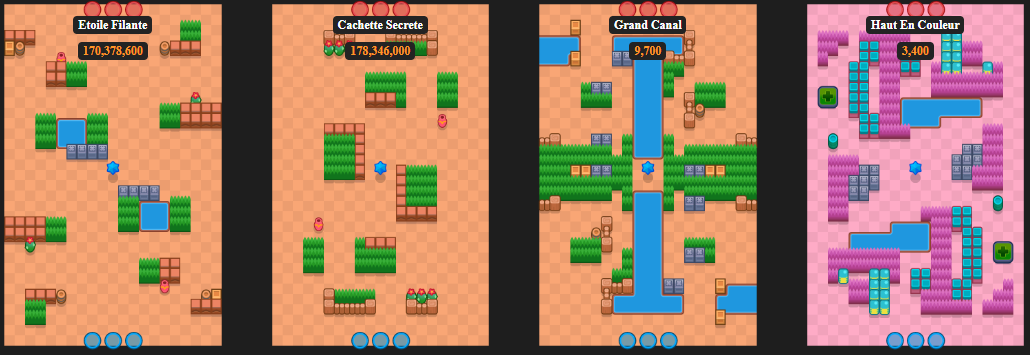 Etoile Filante
170,378,600
Cachette Secrete
178,346,000
Grand Canal
9,700
Haut En Couleur
3,400